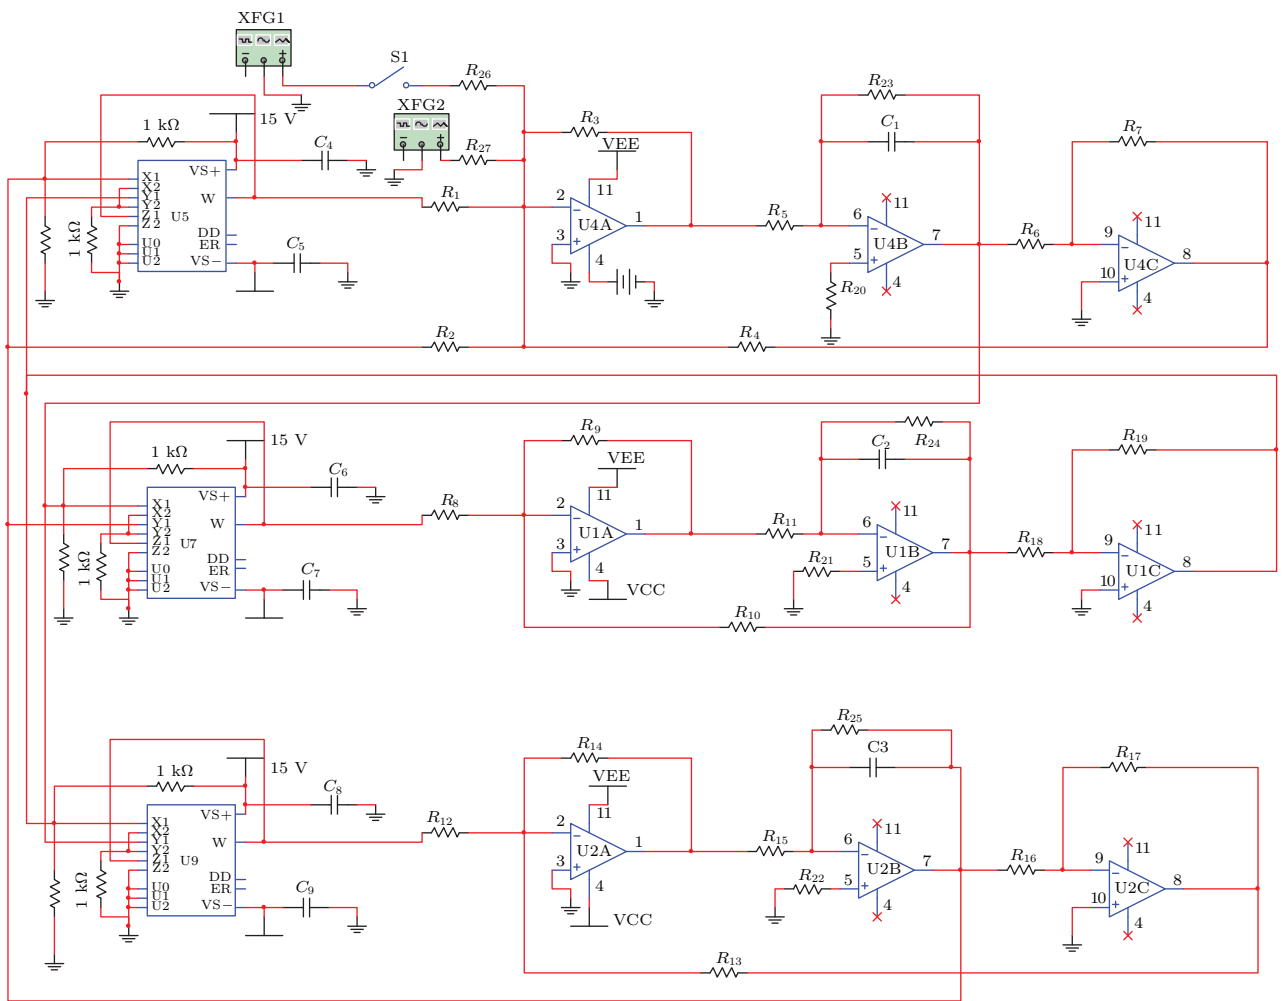 XFG1
S1
R26
XFG2
R23
15 V
1 kΩ
C4
R27
R3
VEE
C1
R7
VS+
X1
X2
Y1
Y2
Z1
Z2
U5
W
DD
ER
U0
U1
U2
VS−
1 kΩ
C5
R1
2
11
U4A
1
3
4
R5
6
11
U4B
7
5
4
R20
R6
9
11
U4C
8
10
4
R2
R4
15 V
1 kΩ
C6
R9
VEE
R24
C2
R19
VS+
X1
X2
Y1
Y2
Z1
Z2
U7
W
DD
ER
U0
U1
U2
VS−
1 kΩ
C7
R8
2
11
U1A
1
3
4
VCC
R11
6
11
U1B
7
5
4
R21
R18
9
11
U1C
8
10
4
R10
15 V
1 kΩ
C8
R14
VEE
R25
C3
R17
VS+
X1
X2
Y1
Y2
Z1
Z2
U9
W
DD
ER
U0
U1
U2
VS−
1 kΩ
C9
R12
2
11
U2A
1
3
4
VCC
R15
6
11
U2B
7
5
4
R22
R16
9
11
U2C
8
10
4
R13